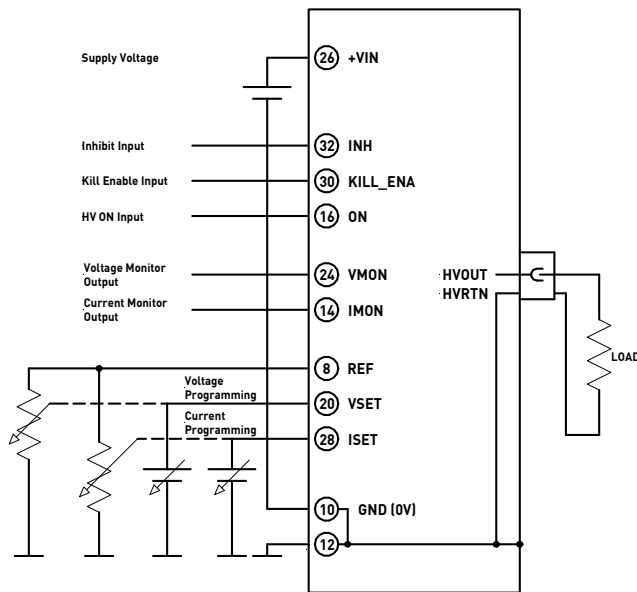 Supply Voltage
26 +VIN
Inhibit Input
32 INH
Kill Enable Input
30 KILL_ENA
HV ON Input
16 ON
Voltage Monitor
Output
24 VMON
Current Monitor
Output
14 IMON
HVOUT
HVRTN
LOAD
8 REF
Voltage
Programming
20 VSET
Current
Programming
28 ISET
10 GND (0V)
12